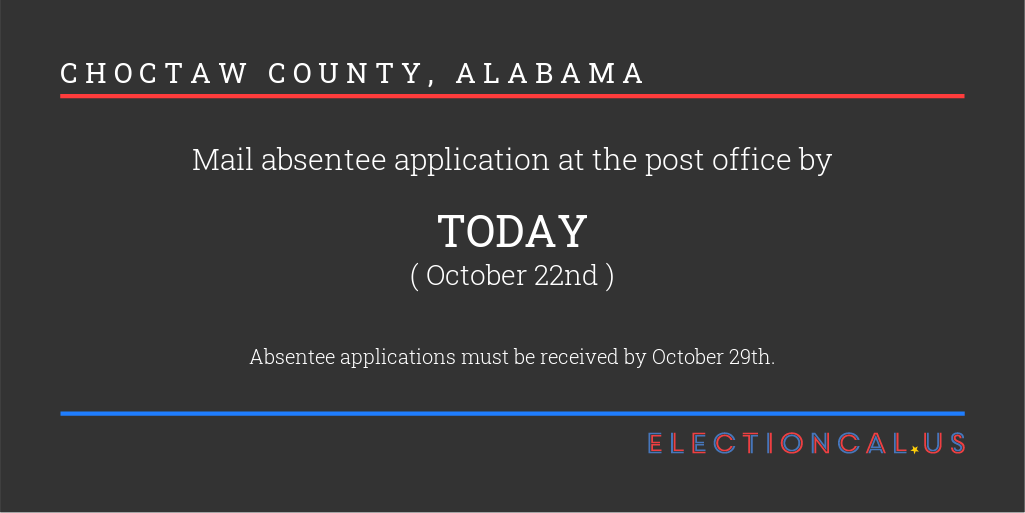 CHOCTAW COUNTY, ALABAMA
Mail absentee application at the post office by
TODAY
( October 22nd )
Absentee applications must be received by October 29th.
ELECTIONCAL.US